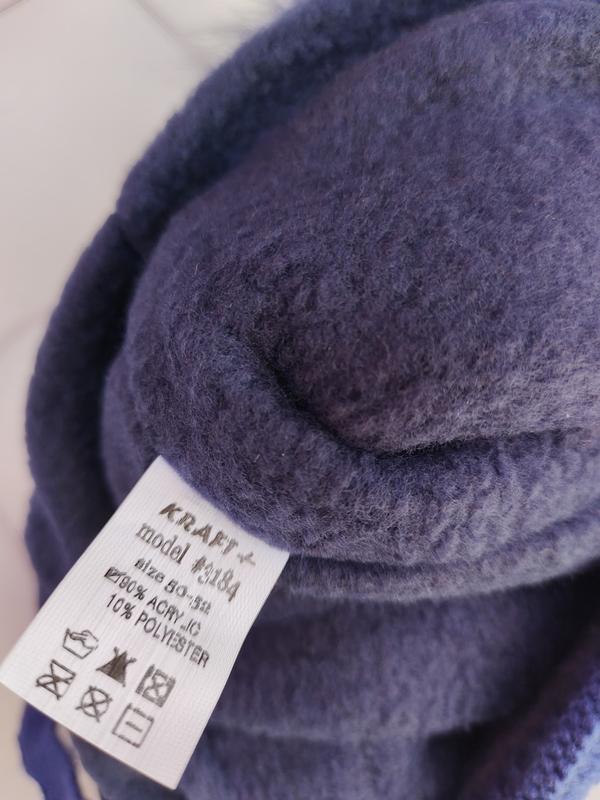 KRAFT+
model #3184
size 50-52
90% ACRYLIC
10% POLYESTER